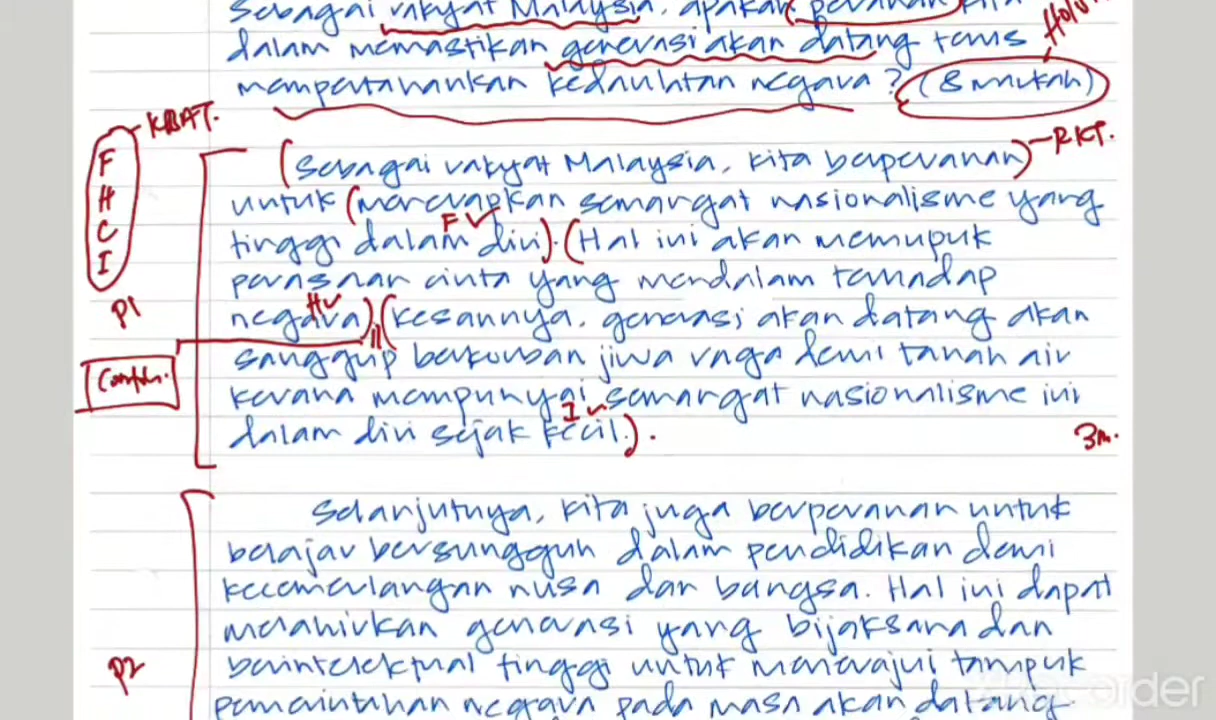 Sebagai rakyat Malaysia, apakah peranan kita
dalam memastikan generasi akan datang terus
mempertahankan kedaulatan negara? (8 markah)
KBAT.
F
H
C
I
(Sebagai rakyat Malaysia, kita berperanan) RKT.
untuk (menerapkan semangat nasionalisme yang
F
tinggi dalam diri). (Hal ini akan memupuk
perasaan cinta yang mendalam terhadap
P1
H
negara) (kesannya, generasi akan datang akan
sanggup berkorban jiwa raga demi tanah air
kerana mempunyai semangat nasionalisme ini
I
dalam diri sejak kecil.).
3m.
Selanjutnya, kita juga berperanan untuk
belajar bersungguh dalam pendidikan demi
kecemerlangan nusa dan bangsa. Hal ini dapat
melahirkan generasi yang bijaksana dan
P2
berintelektual tinggi untuk menerajui tampuk
pemerintahan negara pada masa akan datang.